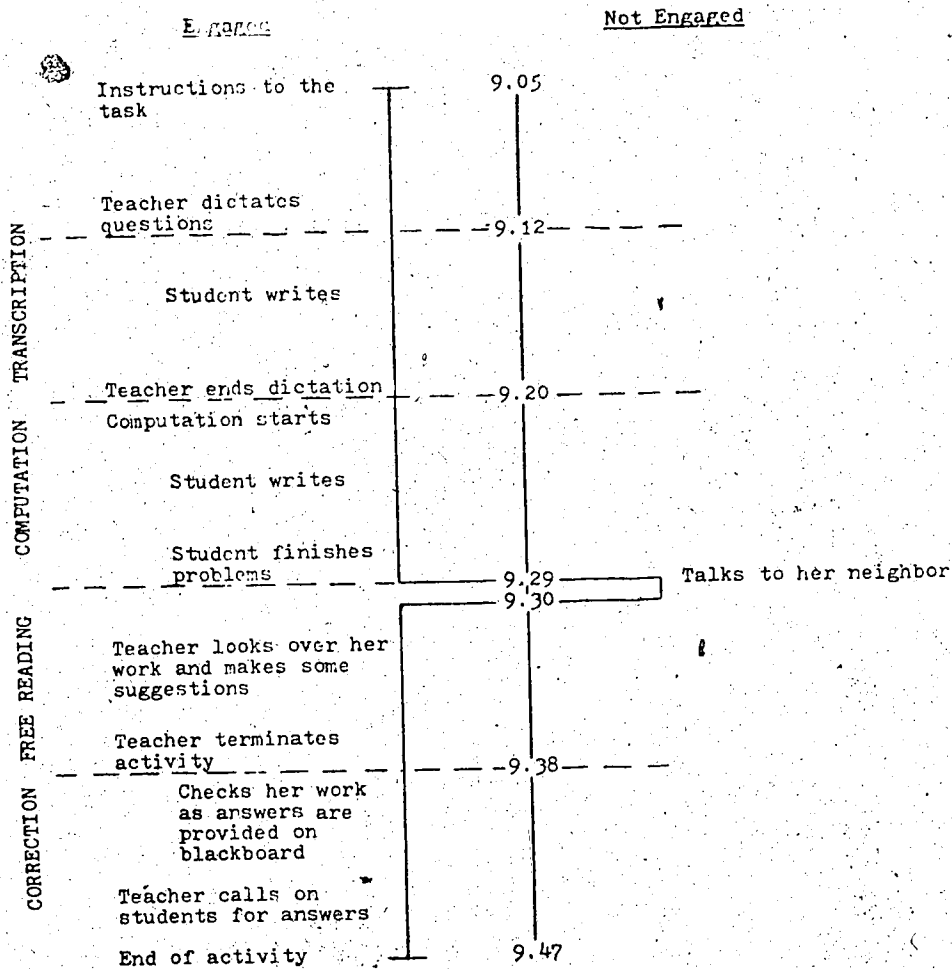 Engaged
Not Engaged
Instructions to the
task
9.05
Teacher dictates
questions
9.12
Student writes
Teacher ends dictation
9.20
Computation starts
Student writes
Student finishes
problems
9.29
Talks to her neighbor
9.30
Teacher looks over her
work and makes some
suggestions
Teacher terminates
activity
9.38
Checks her work
as answers are
provided on
blackboard
Teacher calls on
students for answers
End of activity
9.47
TRANSCRIPTION
COMPUTATION
FREE READING
CORRECTION